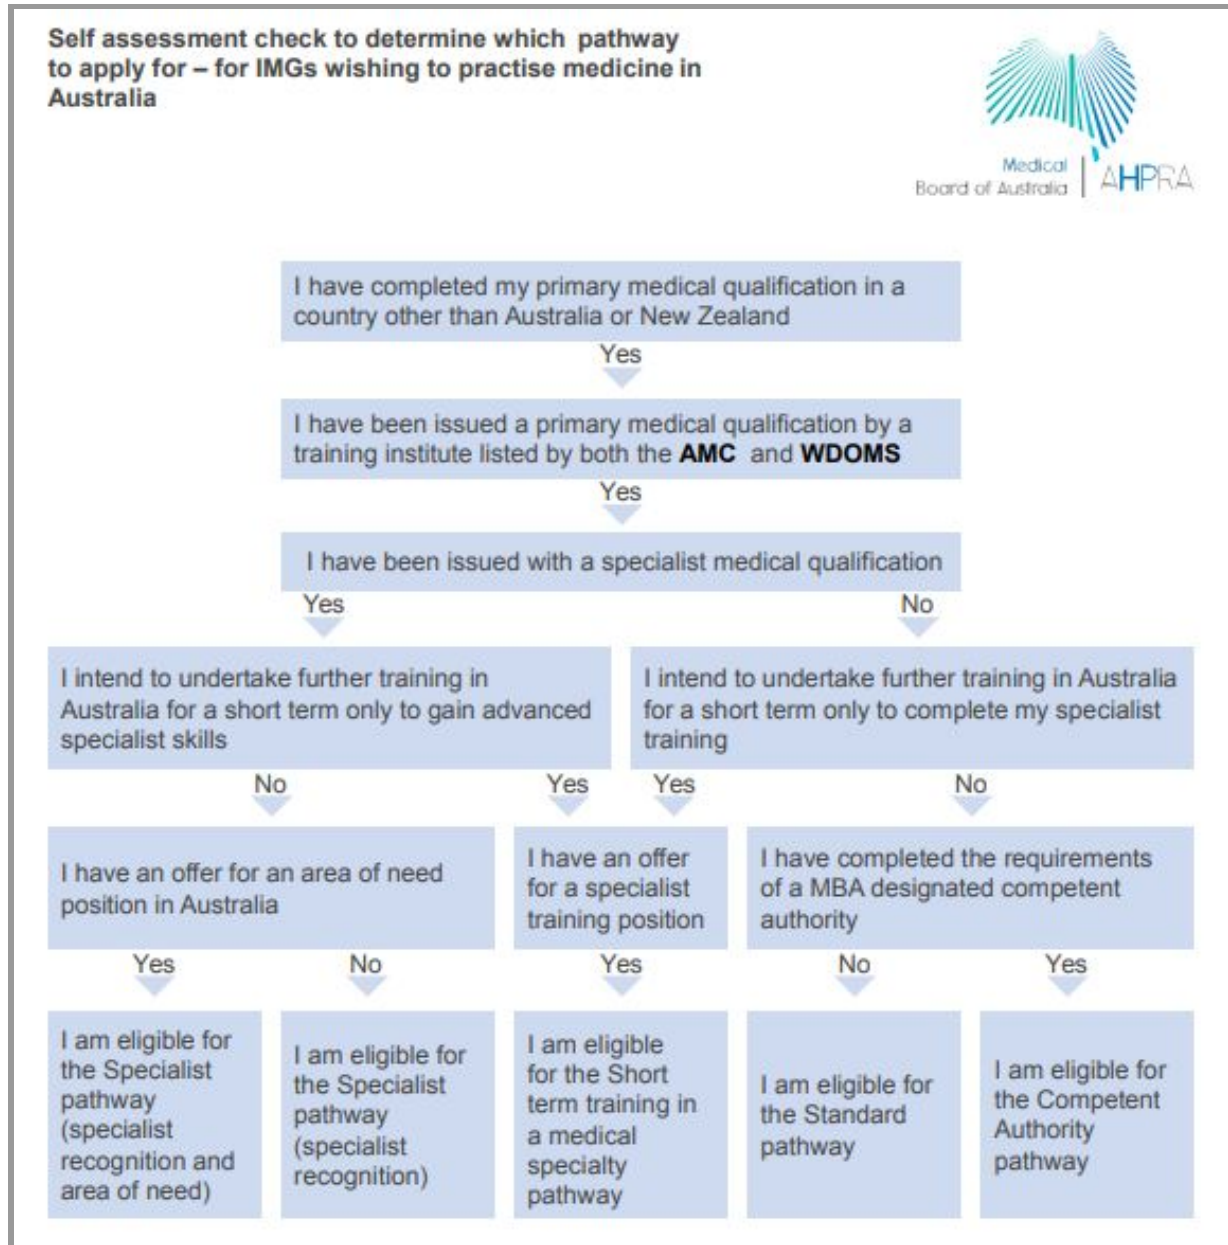 Self assessment check to determine which pathway
to apply for – for IMGs wishing to practise medicine in
Australia
Medical
Board of Australia
AHPRA
I have completed my primary medical qualification in a
country other than Australia or New Zealand
Yes
I have been issued a primary medical qualification by a
training institute listed by both the AMC and WDOMS
Yes
I have been issued with a specialist medical qualification
Yes
No
I intend to undertake further training in
Australia for a short term only to gain advanced
specialist skills
I intend to undertake further training in Australia
for a short term only to complete my specialist
training
No
Yes
Yes
No
I have an offer for an area of need
position in Australia
I have an offer
for a specialist
training position
I have completed the requirements
of a MBA designated competent
authority
Yes
No
Yes
No
Yes
I am eligible for
the Specialist
pathway
(specialist
recognition and
area of need)
I am eligible for
the Specialist
pathway
(specialist
recognition)
I am eligible
for the Short
term training in
a medical
specialty
pathway
I am eligible for
the Standard
pathway
I am eligible for
the Competent
Authority
pathway